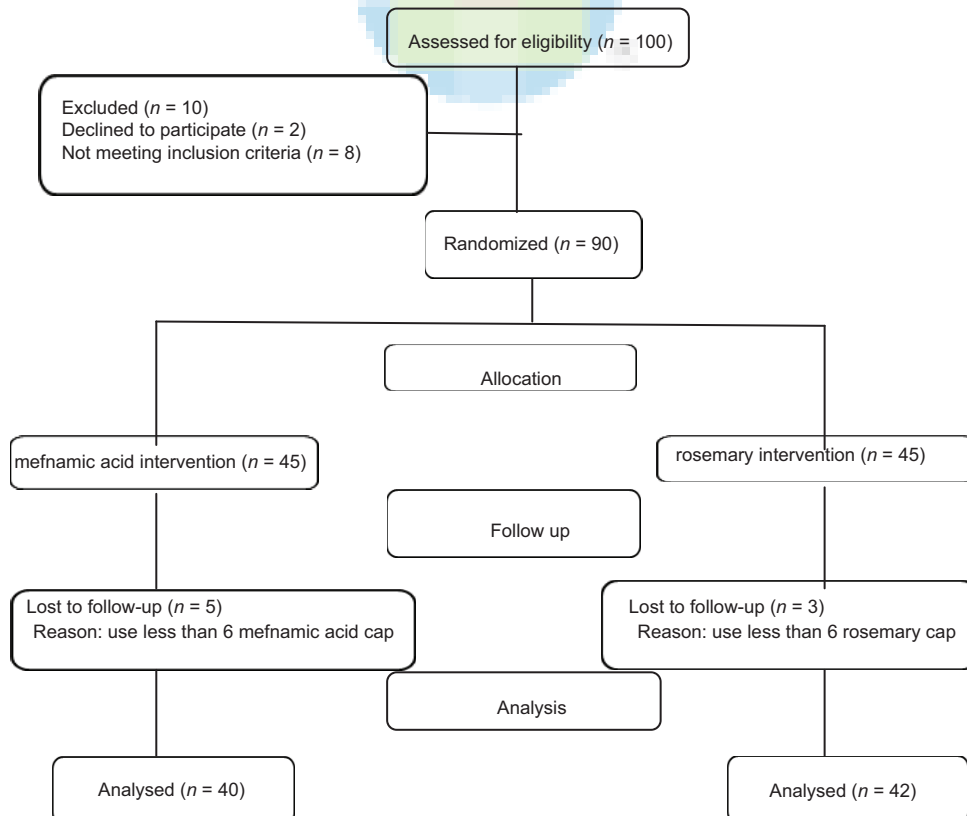 Assessed for eligibility (n = 100)
Excluded (n = 10)
Declined to participate (n = 2)
Not meeting inclusion criteria (n = 8)
Randomized (n = 90)
Allocation
mefnamic acid intervention (n = 45)
rosemary intervention (n = 45)
Follow up
Lost to follow-up (n = 5)
Reason: use less than 6 mefnamic acid cap
Lost to follow-up (n = 3)
Reason: use less than 6 rosemary cap
Analysis
Analysed (n = 40)
Analysed (n = 42)